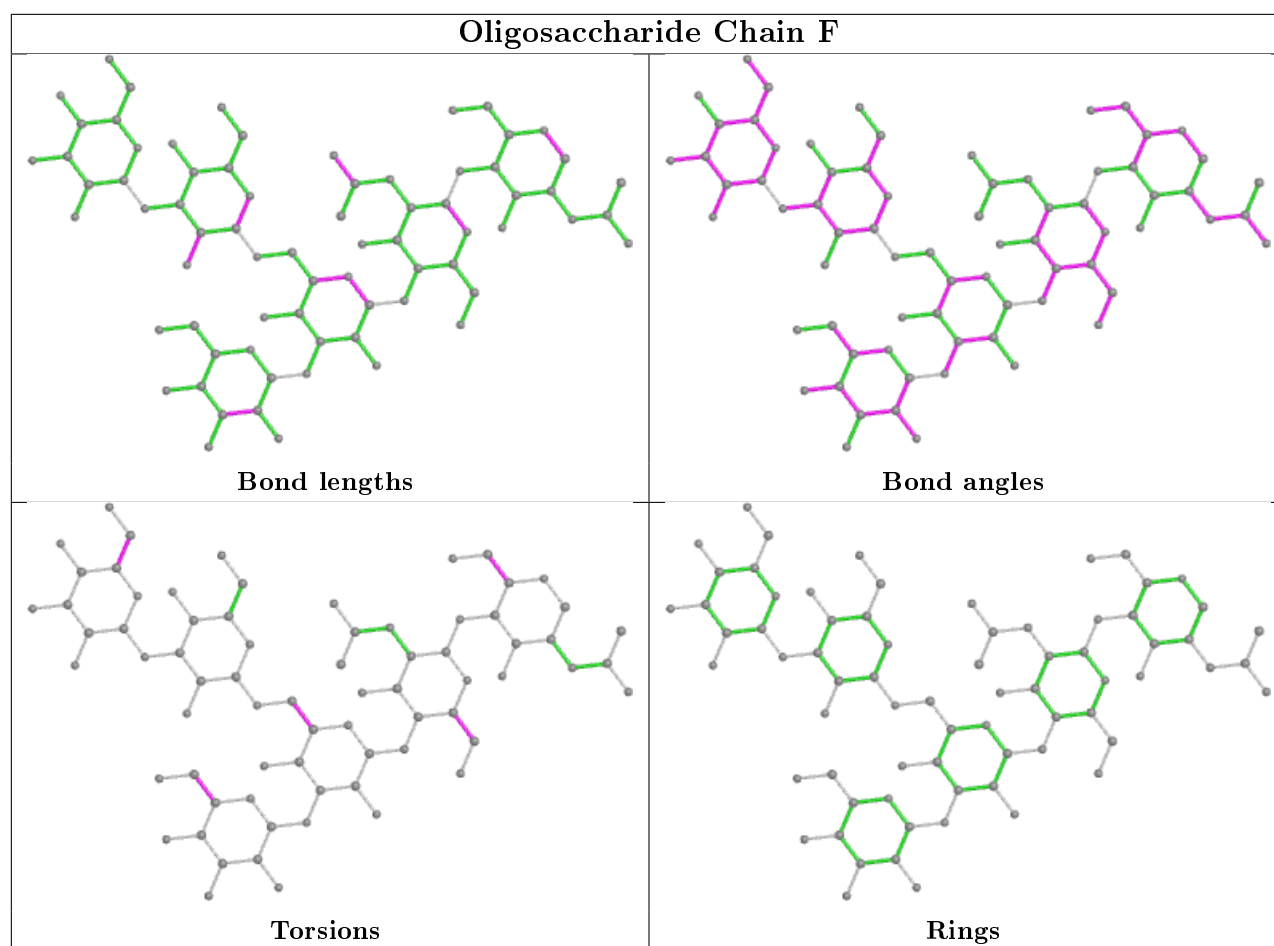 Oligosaccharide Chain F
Bond lengths
Bond angles
Torsions
Rings